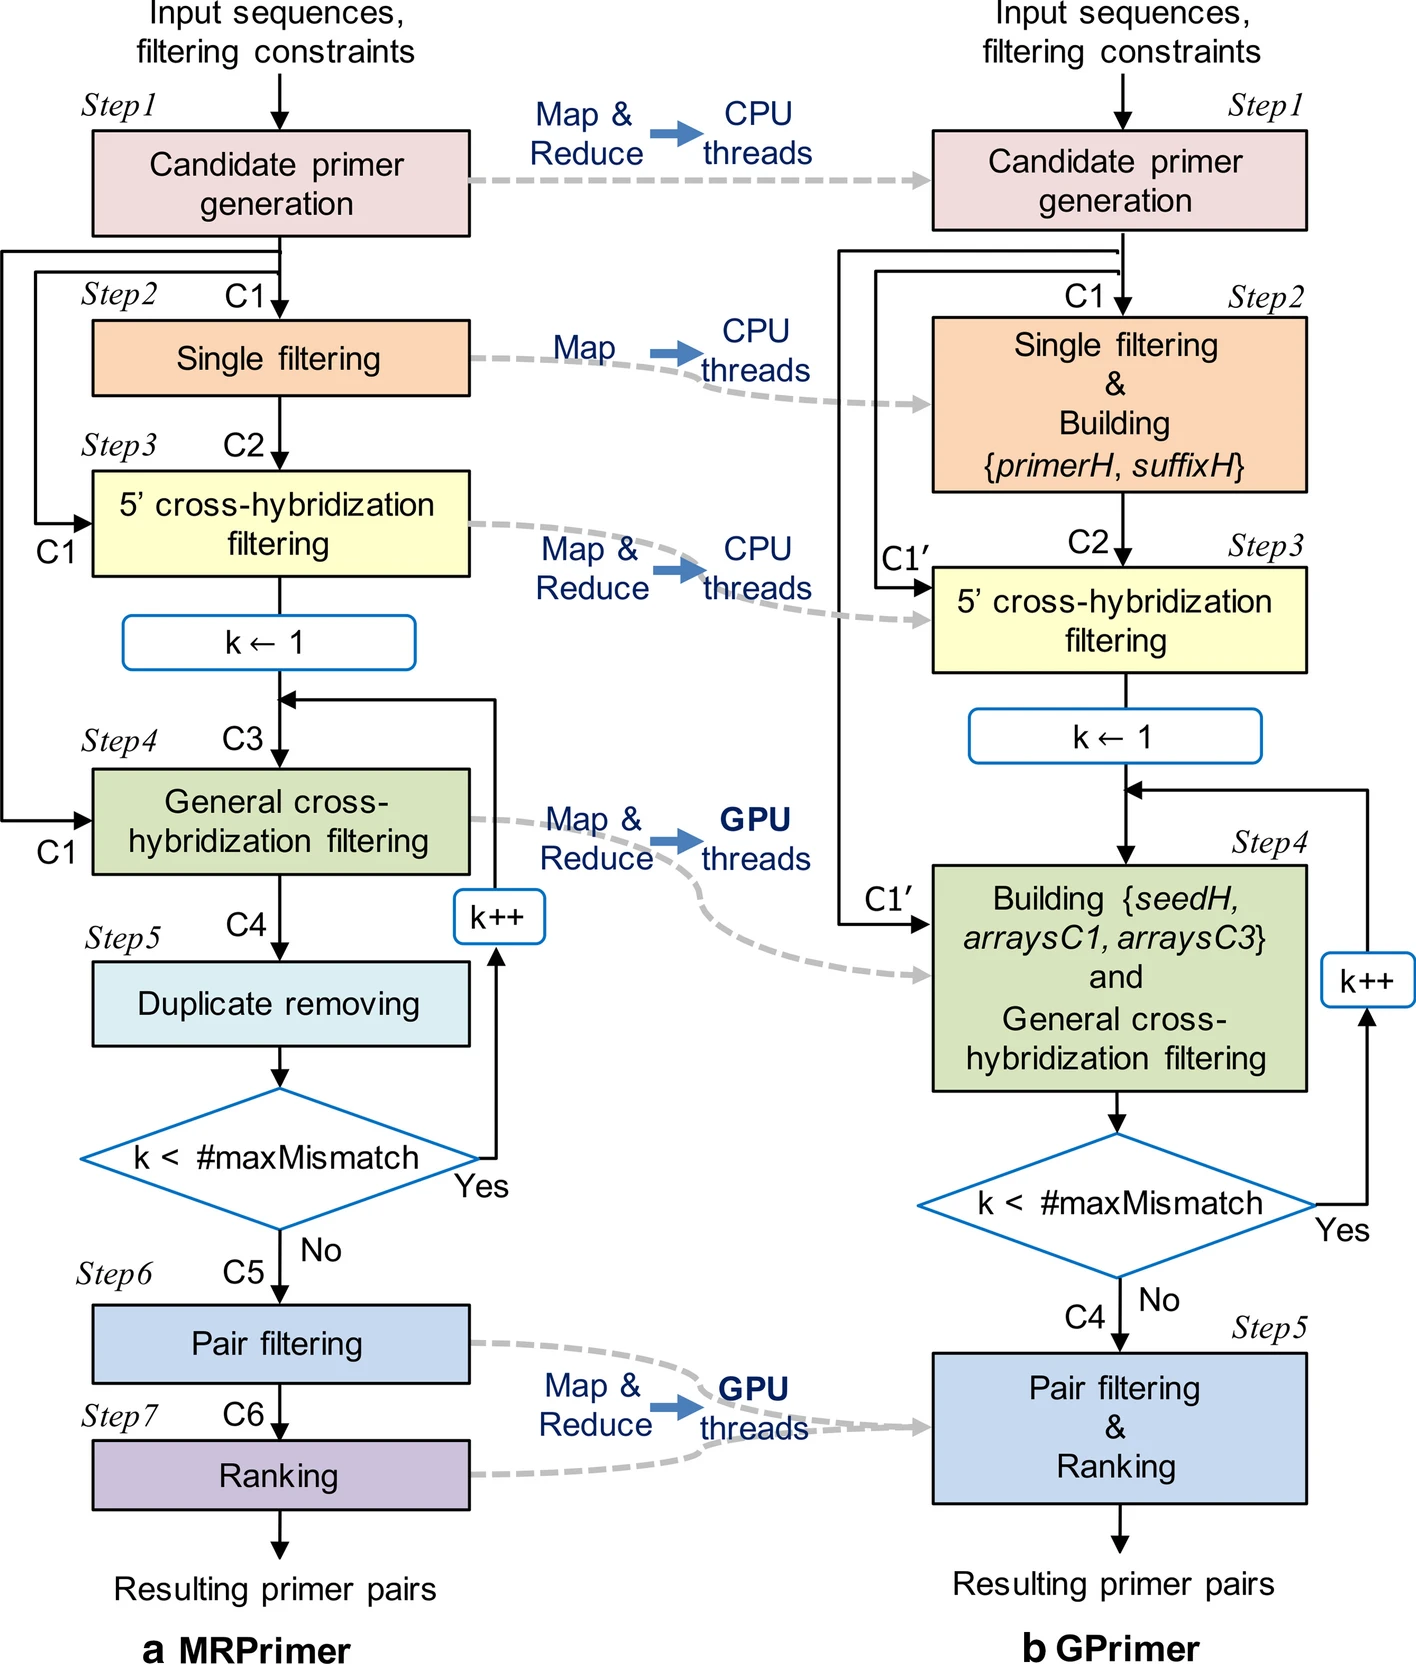 Input sequences,
filtering constraints
Step1
Candidate primer
generation
Step2
C1
Single filtering
Step3
C2
5’ cross-hybridization
filtering
C1
k ← 1
Step4
C3
General cross-
hybridization filtering
C1
k++
Step5
C4
Duplicate removing
k < #maxMismatch
Yes
No
Step6
C5
Pair filtering
Step7
C6
Ranking
Resulting primer pairs
a MRPrimer
Map &
Reduce
CPU
threads
Map
CPU
threads
Map &
Reduce
CPU
threads
Map &
Reduce
GPU
threads
Map &
Reduce
GPU
threads
Input sequences,
filtering constraints
Step1
Candidate primer
generation
C1
Step2
Single filtering
&
Building
{primerH, suffixH}
C2
Step3
C1′
5’ cross-hybridization
filtering
k ← 1
Step4
C1′
Building {seedH,
arraysC1, arraysC3}
and
General cross-
hybridization filtering
k++
k < #maxMismatch
Yes
No
C4
Step5
Pair filtering
&
Ranking
Resulting primer pairs
b GPrimer